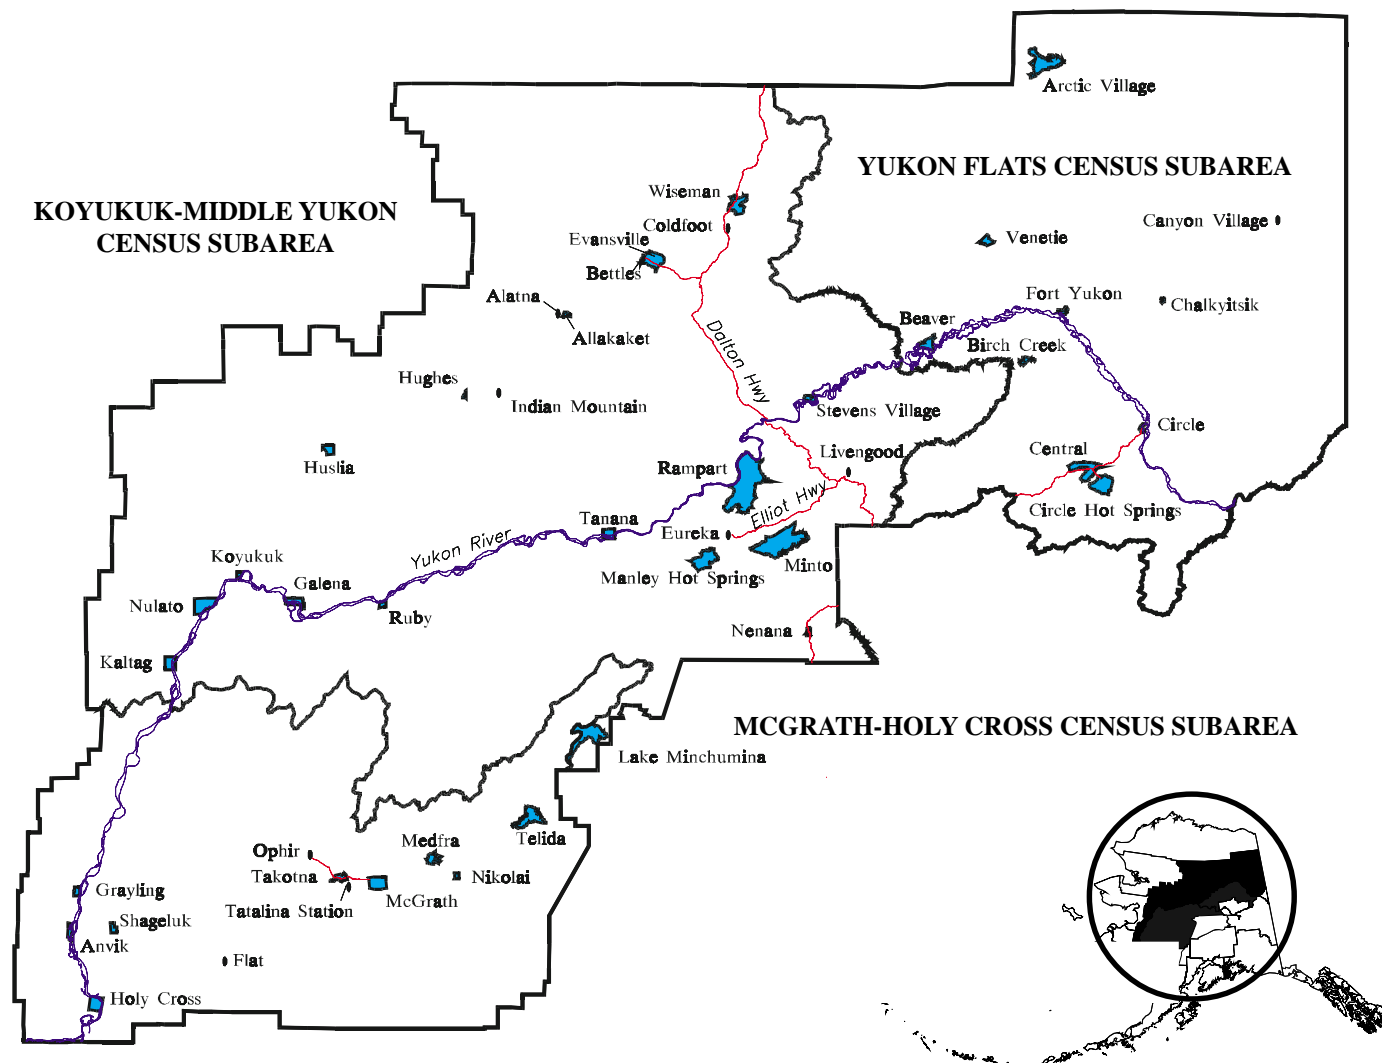 Arctic Village
YUKON FLATS CENSUS SUBAREA
Wiseman
KOYUKUK-MIDDLE YUKON
CENSUS SUBAREA
Coldfoot
Canyon Village
Evansville
Venetie
Bettles
Alatna
Fort Yukon
Chalkyitsik
Allakaket
Beaver
Birch Creek
Dalton Hwy
Hughes
Indian Mountain
Stevens Village
Circle
Livengood
Central
Huslia
Rampart
Circle Hot Springs
Elliot Hwy
Tanana
Eureka
Yukon River
Koyukuk
Minto
Manley Hot Springs
Galena
Nulato
Ruby
Nenana
Kaltag
MCGRATH-HOLY CROSS CENSUS SUBAREA
Lake Minchumina
Telida
Medfra
Ophir
Takotna
Nikolai
McGrath
Tatalina Station
Grayling
Shageluk
Anvik
Flat
Holy Cross